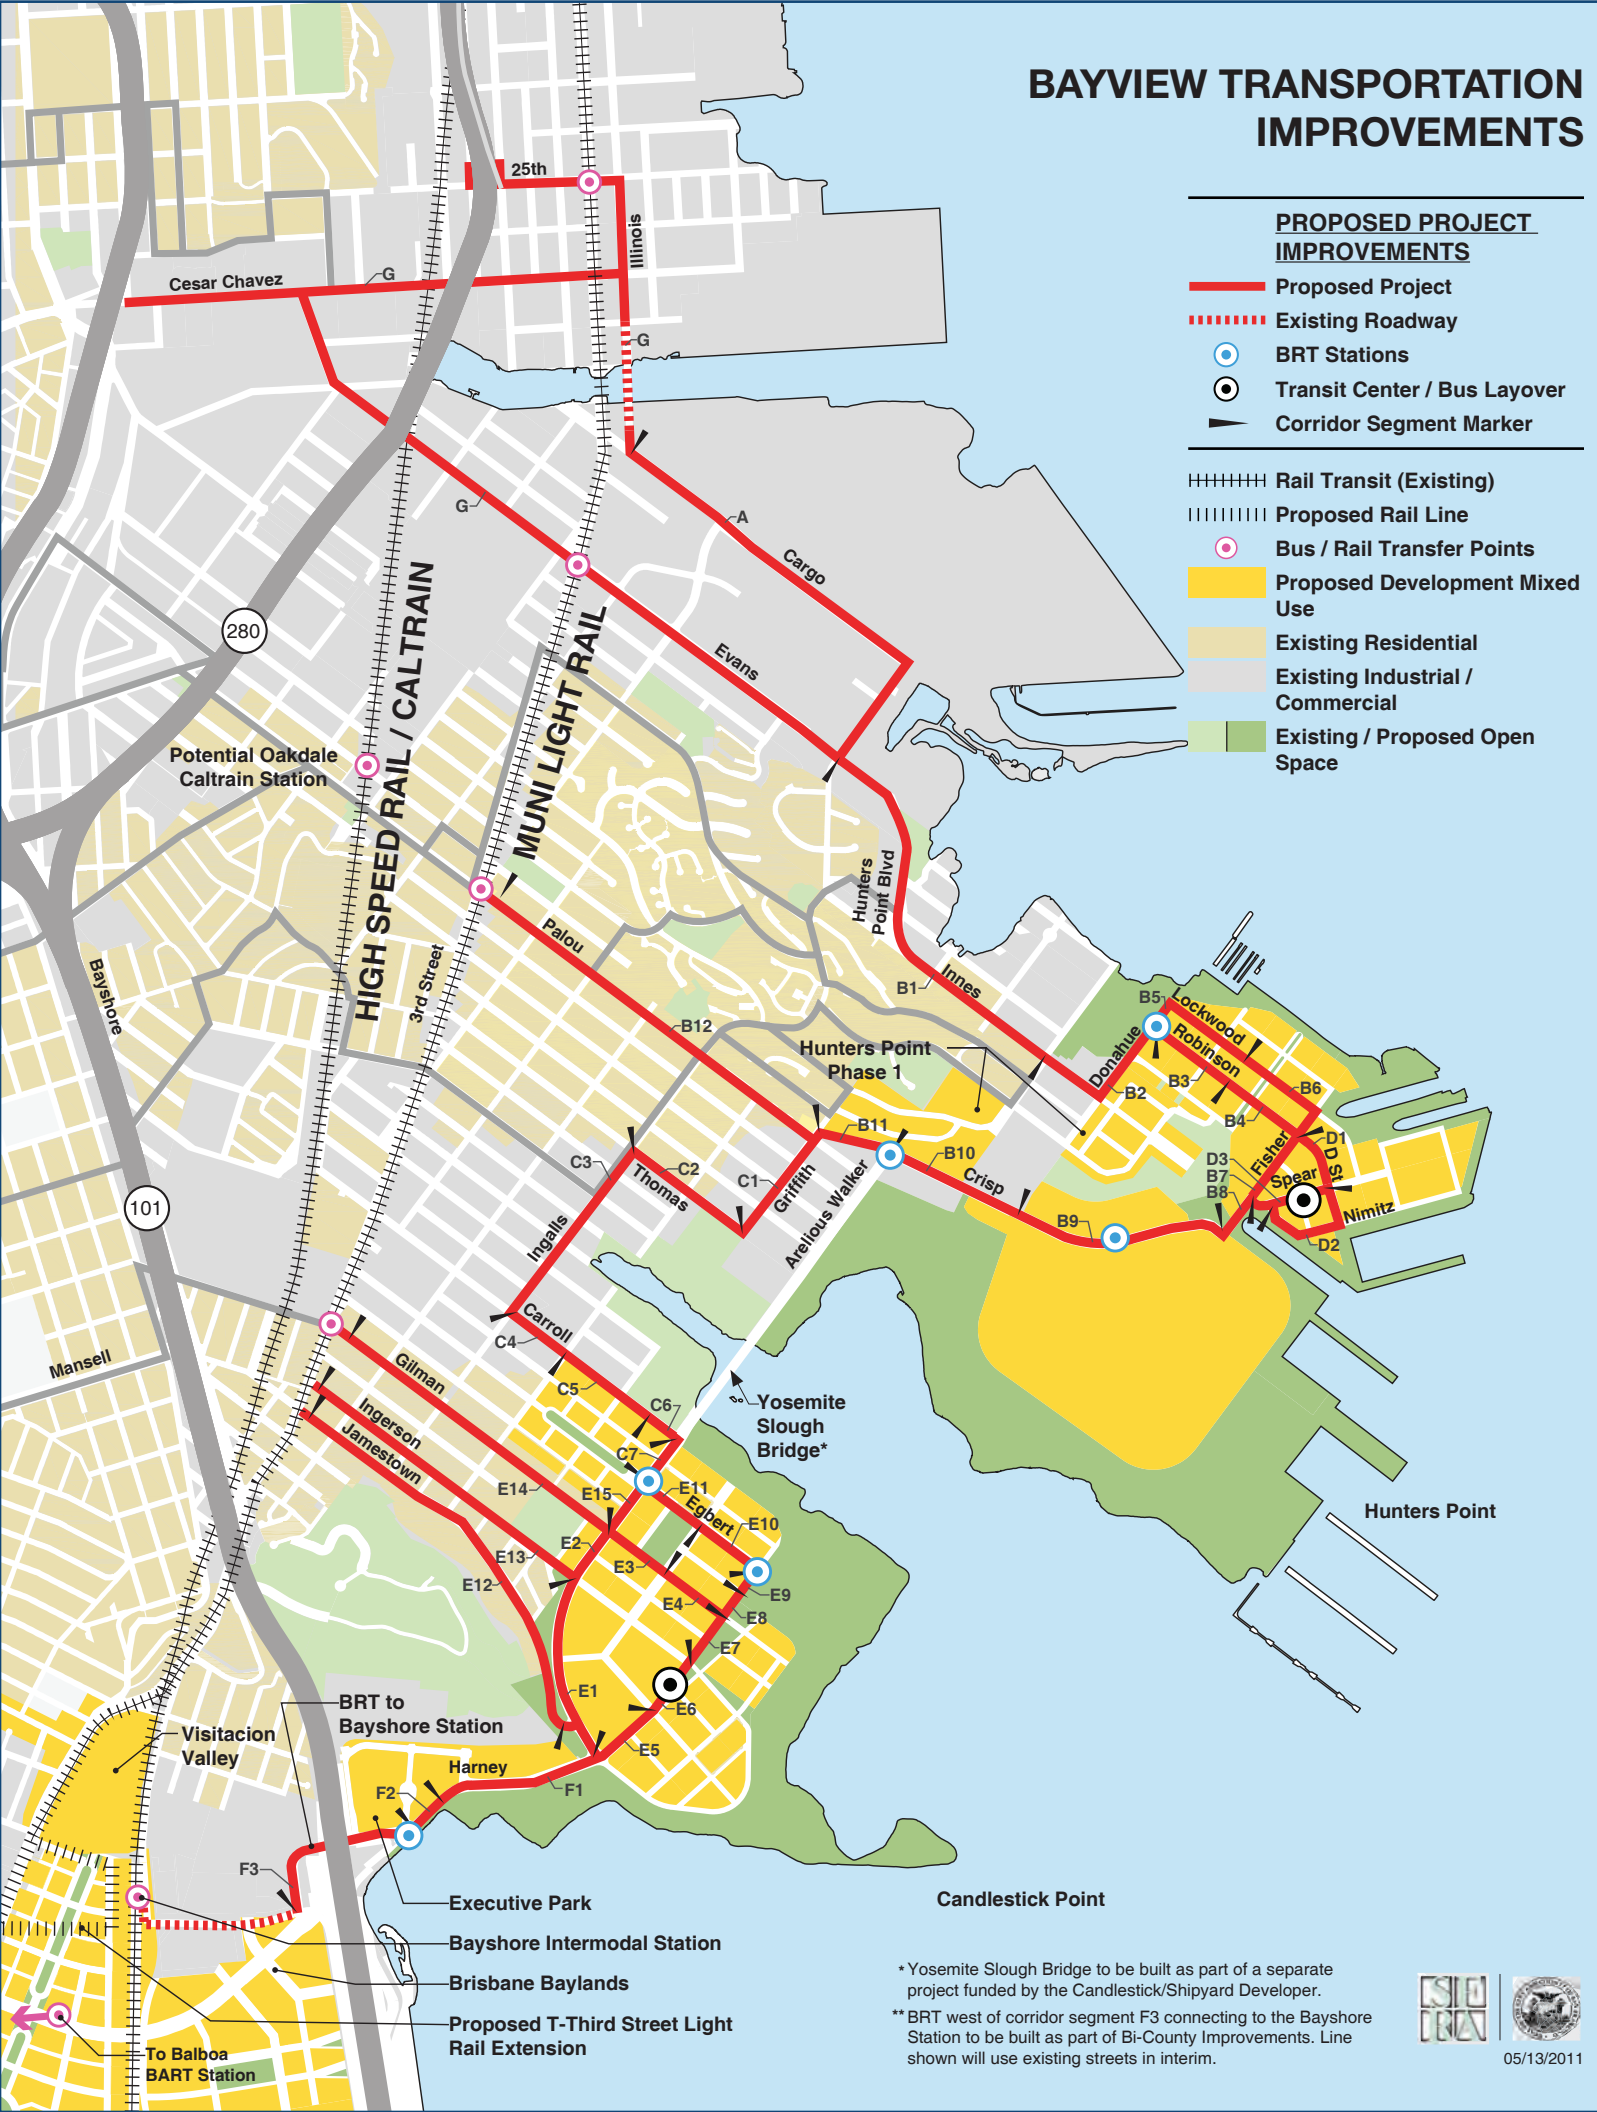 BAYVIEW TRANSPORTATION
IMPROVEMENTS
PROPOSED PROJECT
IMPROVEMENTS
Proposed Project
Existing Roadway
BRT Stations
Transit Center / Bus Layover
Corridor Segment Marker
Rail Transit (Existing)
Proposed Rail Line
Bus / Rail Transfer Points
Proposed Development Mixed
Use
Existing Residential
Existing Industrial /
Commercial
Existing / Proposed Open
Space
25th
Illinois
Cesar Chavez
G
G
G
A
Cargo
Evans
280
HIGH SPEED RAIL / CALTRAIN
MUNI LIGHT RAIL
Potential Oakdale
Caltrain Station
Hunters
Point Blvd
Palou
3rd Street
Bayshore
B1
Innes
B12
Hunters Point
Phase 1
B5
Lockwood
Robinson
Donahue
B2
B3
B6
B4
D1
D St
Fisher
D3
B7
B8
Spear
Nimitz
D2
B11
B10
Crisp
B9
C3
C2
Thomas
C1
Griffith
Arelious Walker
101
Ingalls
Carroll
C4
C5
C6
C7
Mansell
Gilman
Ingerson
Jamestown
Yosemite
Slough
Bridge*
E14
E15
E11
Egbert
E10
E2
E13
E12
E3
E4
E9
E8
E7
E1
E6
E5
Hunters Point
BRT to
Bayshore Station
Visitacion
Valley
Harney
F2
F1
F3
Executive Park
Bayshore Intermodal Station
Brisbane Baylands
Proposed T-Third Street Light
Rail Extension
To Balboa
BART Station
Candlestick Point
* Yosemite Slough Bridge to be built as part of a separate
project funded by the Candlestick/Shipyard Developer.
** BRT west of corridor segment F3 connecting to the Bayshore
Station to be built as part of Bi-County Improvements. Line
shown will use existing streets in interim.
05/13/2011